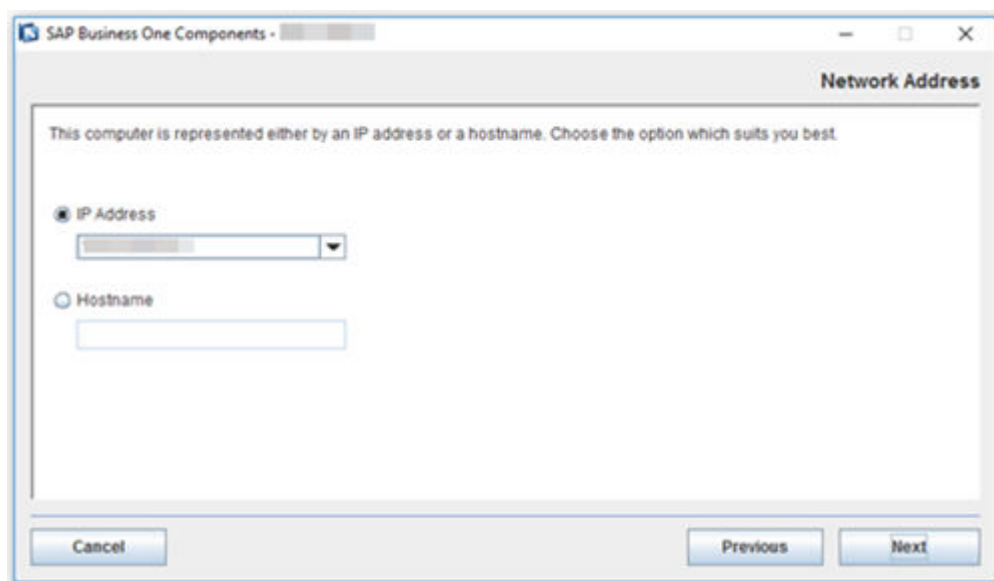 SAP Business One Components -
Network Address
This computer is represented either by an IP address or a hostname. Choose the option which suits you best.
IP Address
Hostname
Cancel Previous Next